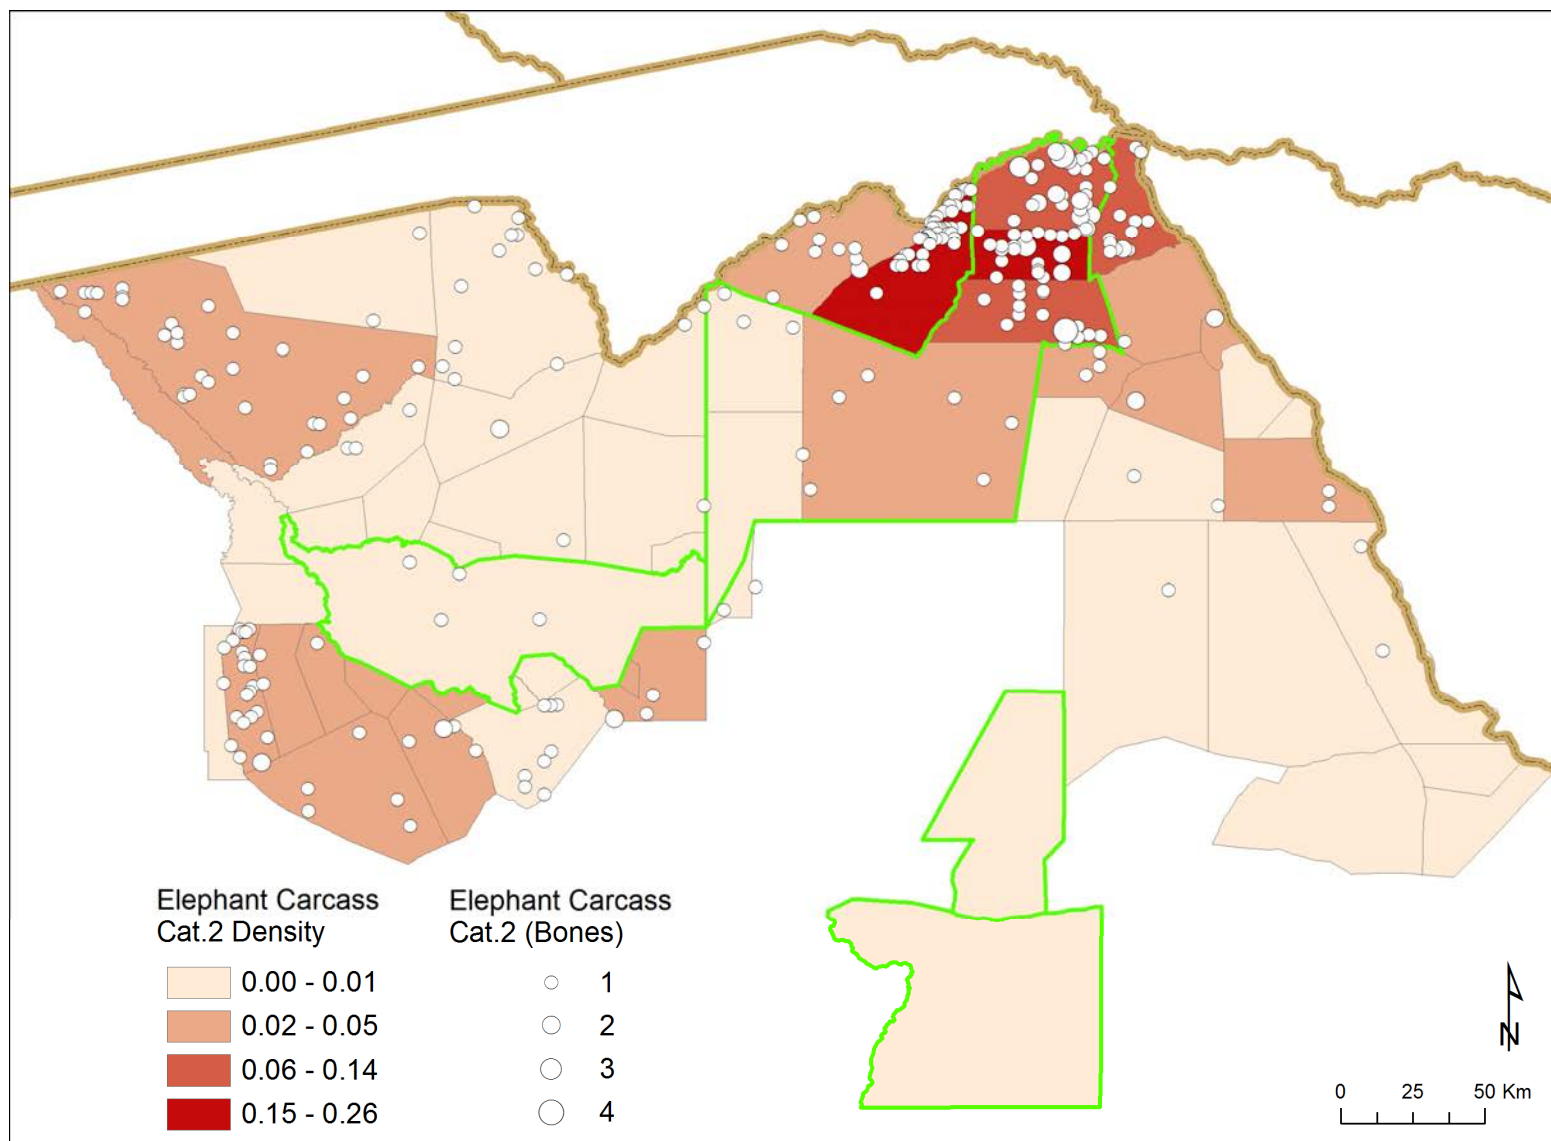 Elephant Carcass
Cat.2 Density
0.00 - 0.01
0.02 - 0.05
0.06 - 0.14
0.15 - 0.26
Elephant Carcass
Cat.2 (Bones)
1
2
3
4
N
0 25 50 Km